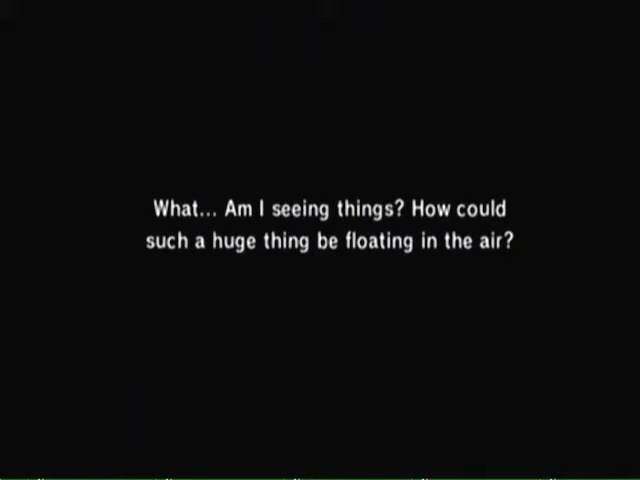 What... Am I seeing things? How could
such a huge thing be floating in the air?